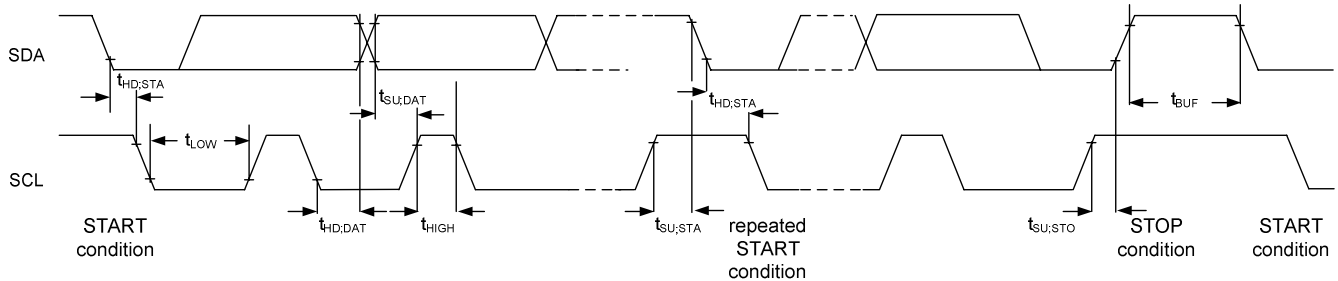 SDA
tHD;STA
tSU;DAT
tHD;STA
tBUF
tLOW
SCL
tHD;DAT
tHIGH
tSU;STA
tSU;STO
START
condition
repeated
START
condition
STOP
condition
START
condition